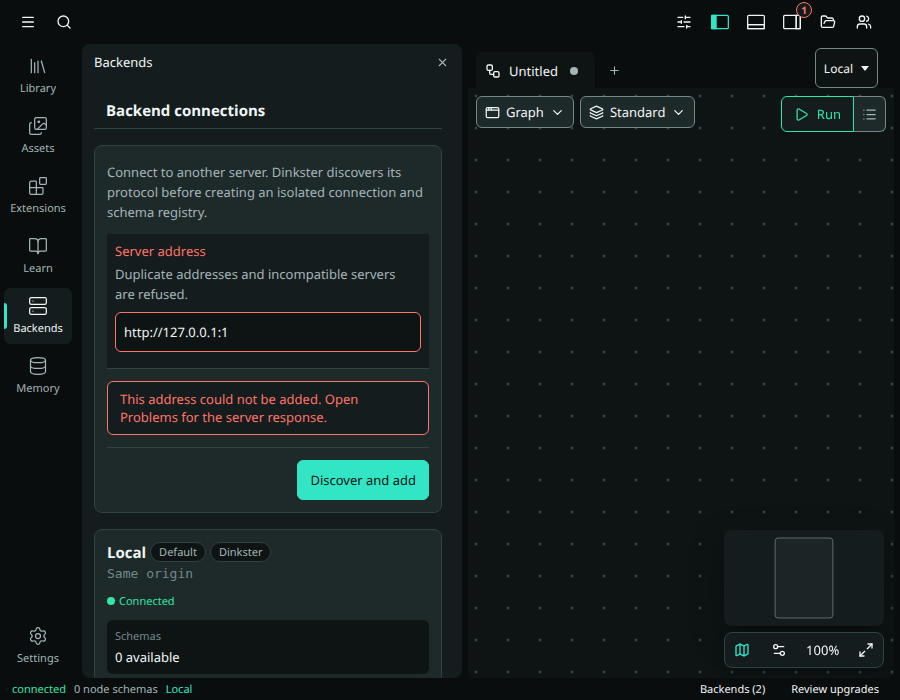 1
Library
Assets
Extensions
Learn
Backends
Memory
Settings
Backends
Backend connections
Connect to another server. Dinkster discovers its
protocol before creating an isolated connection and
schema registry.
Server address
Duplicate addresses and incompatible servers
are refused.
http://127.0.0.1:1
This address could not be added. Open
Problems for the server response.
Discover and add
Local Default Dinkster
Same origin
Connected
Schemas
0 available
Untitled
Local
Graph
Standard
Run
100%
connected 0 node schemas Local
Backends (2) Review upgrades